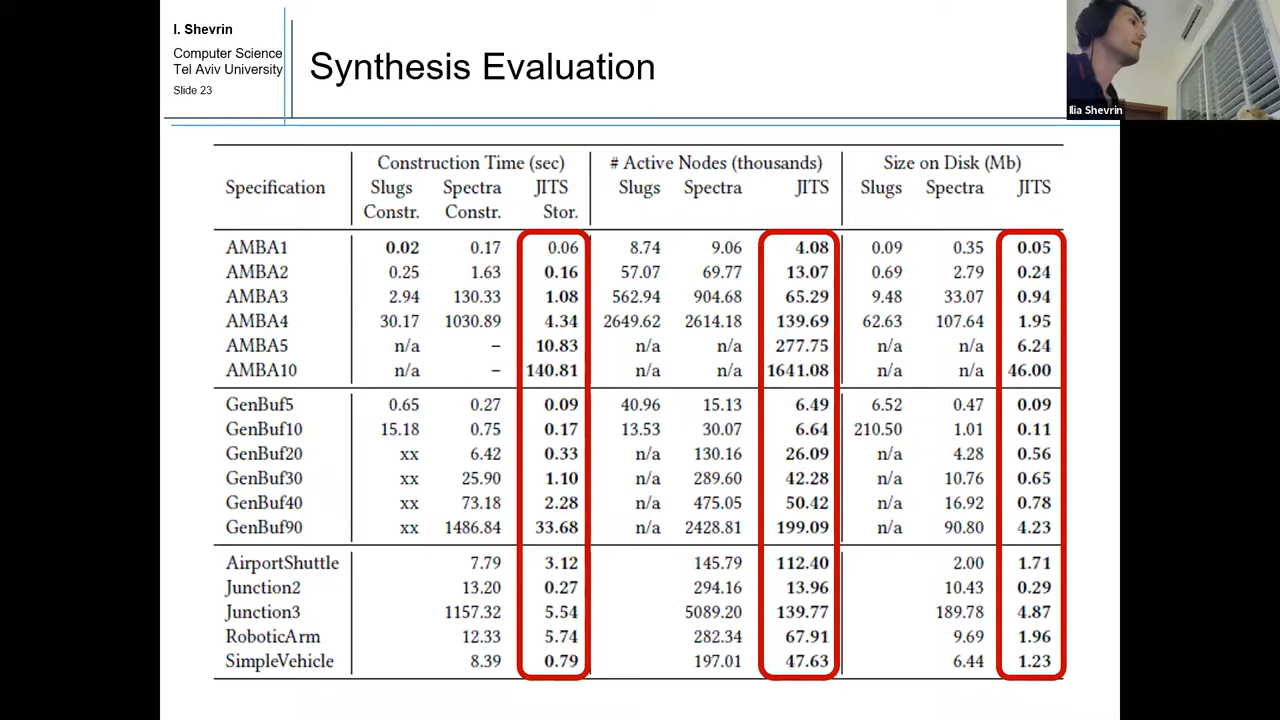 I. Shevrin
Computer Science
Tel Aviv University
Slide 23
Synthesis Evaluation
Ilia Shevrin
Construction Time (sec) # Active Nodes (thousands) Size on Disk (Mb)
Specification Slugs Spectra JITS Slugs Spectra JITS Slugs Spectra JITS
Constr. Constr. Stor.
AMBA1 0.02 0.17 0.06 8.74 9.06 4.08 0.09 0.35 0.05
AMBA2 0.25 1.63 0.16 57.07 69.77 13.07 0.69 2.79 0.24
AMBA3 2.94 130.33 1.08 562.94 904.68 65.29 9.48 33.07 0.94
AMBA4 30.17 1030.89 4.34 2649.62 2614.18 139.69 62.63 107.64 1.95
AMBA5 n/a – 10.83 n/a n/a 277.75 n/a n/a 6.24
AMBA10 n/a – 140.81 n/a n/a 1641.08 n/a n/a 46.00
GenBuf5 0.65 0.27 0.09 40.96 15.13 6.49 6.52 0.47 0.09
GenBuf10 15.18 0.75 0.17 13.53 30.07 6.64 210.50 1.01 0.11
GenBuf20 xx 6.42 0.33 n/a 130.16 26.09 n/a 4.28 0.56
GenBuf30 xx 25.90 1.10 n/a 289.60 42.28 n/a 10.76 0.65
GenBuf40 xx 73.18 2.28 n/a 475.05 50.42 n/a 16.92 0.78
GenBuf90 xx 1486.84 33.68 n/a 2428.81 199.09 n/a 90.80 4.23
AirportShuttle 7.79 3.12 145.79 112.40 2.00 1.71
Junction2 13.20 0.27 294.16 13.96 10.43 0.29
Junction3 1157.32 5.54 5089.20 139.77 189.78 4.87
RoboticArm 12.33 5.74 282.34 67.91 9.69 1.96
SimpleVehicle 8.39 0.79 197.01 47.63 6.44 1.23